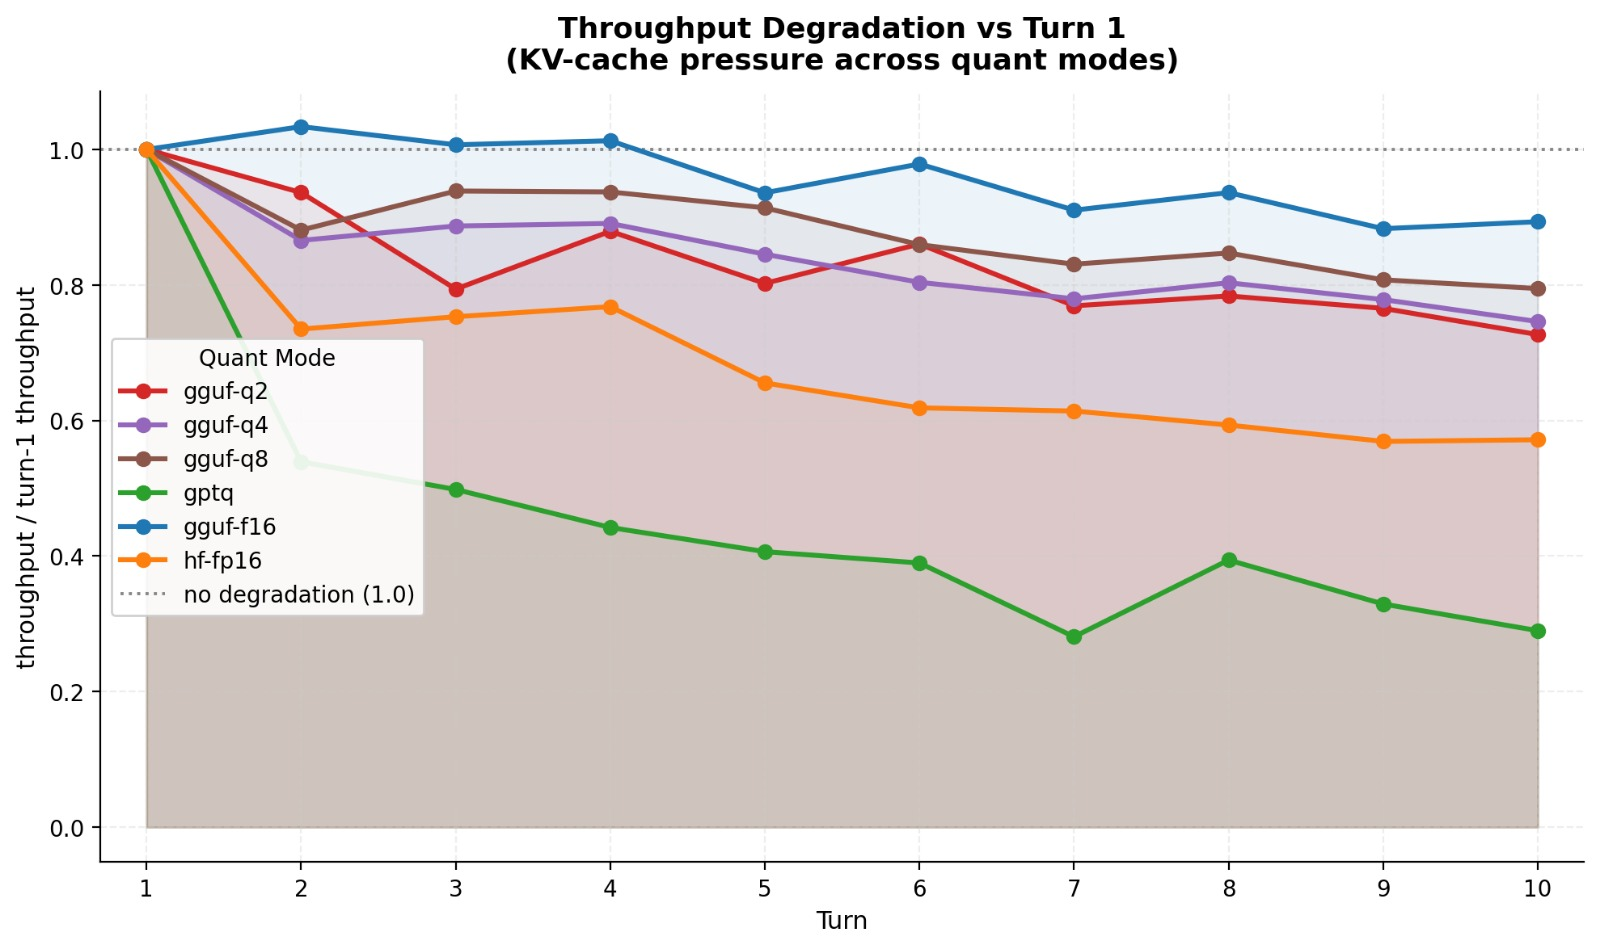 Throughput Degradation vs Turn 1
(KV-cache pressure across quant modes)
throughput / turn-1 throughput
1.0
0.8
0.6
0.4
0.2
0.0
Quant Mode
gguf-q2
gguf-q4
gguf-q8
gptq
gguf-f16
hf-fp16
no degradation (1.0)
1 2 3 4 5 6 7 8 9 10
Turn